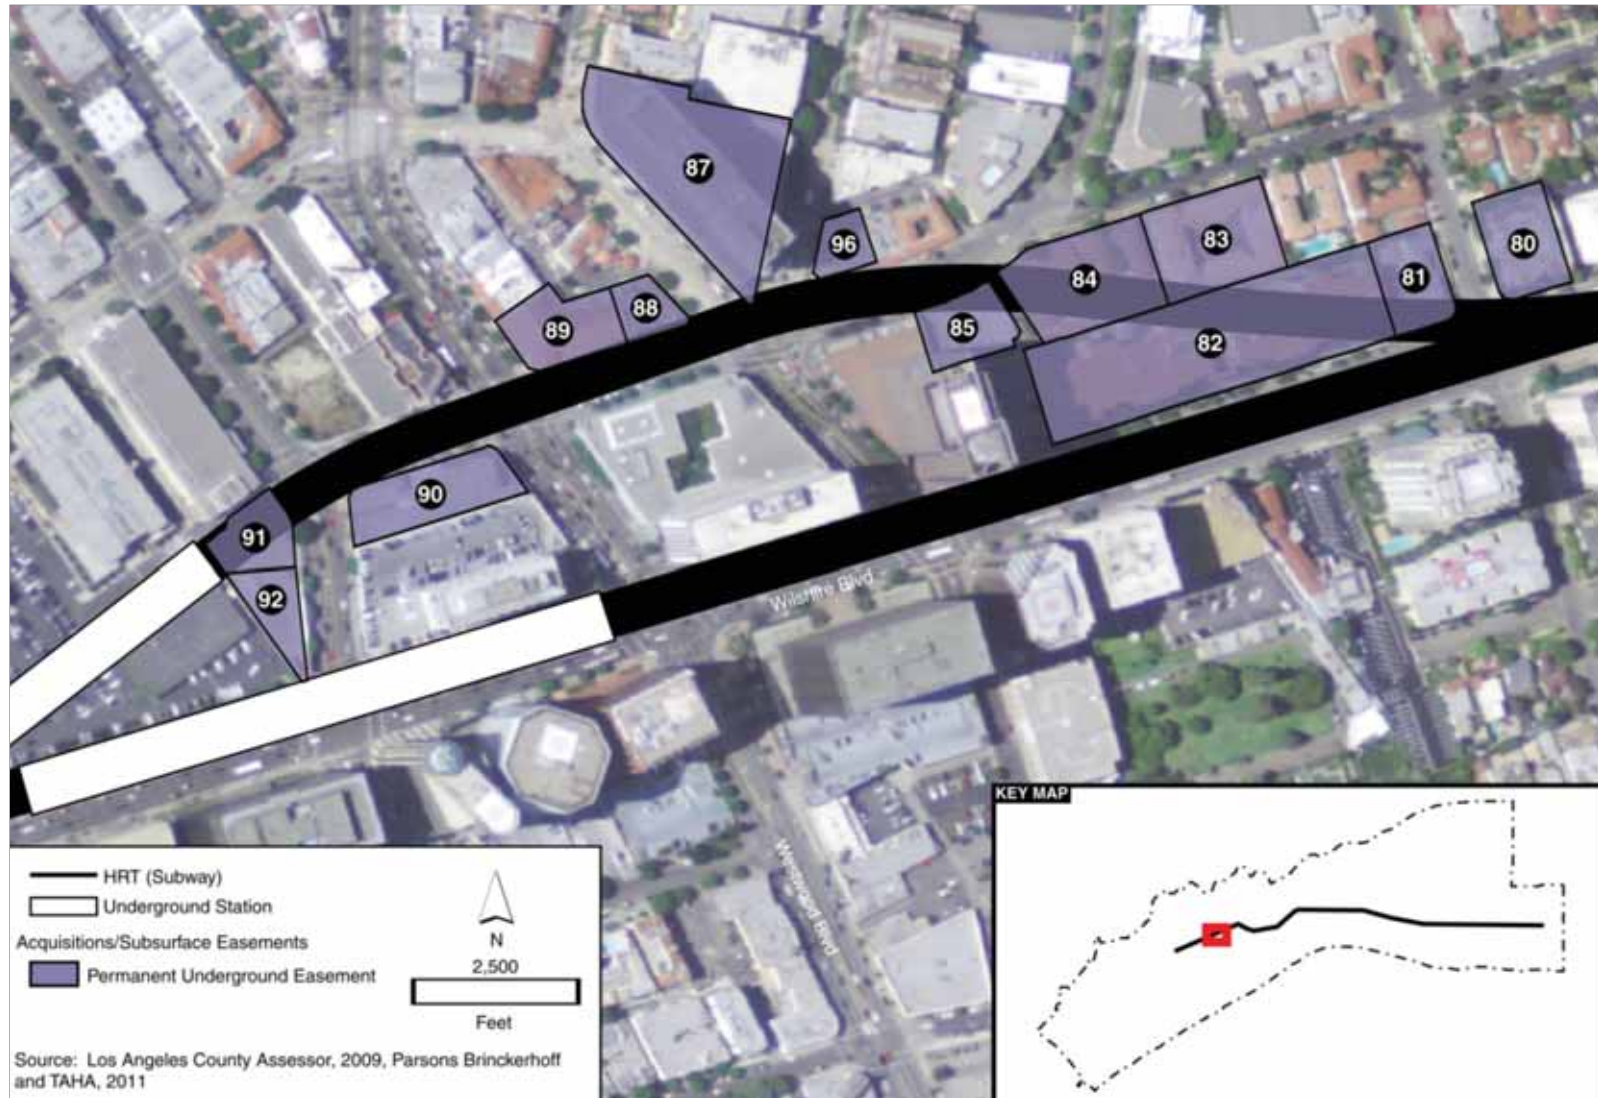 87
96
83
80
84
81
88
89
85
82
90
91
92
Wilshire Blvd
Westwood Blvd
KEY MAP
HRT (Subway)
Underground Station
Acquisitions/Subsurface Easements
Permanent Underground Easement
N
2,500
Feet
Source: Los Angeles County Assessor, 2009, Parsons Brinckerhoff
and TAHA, 2011